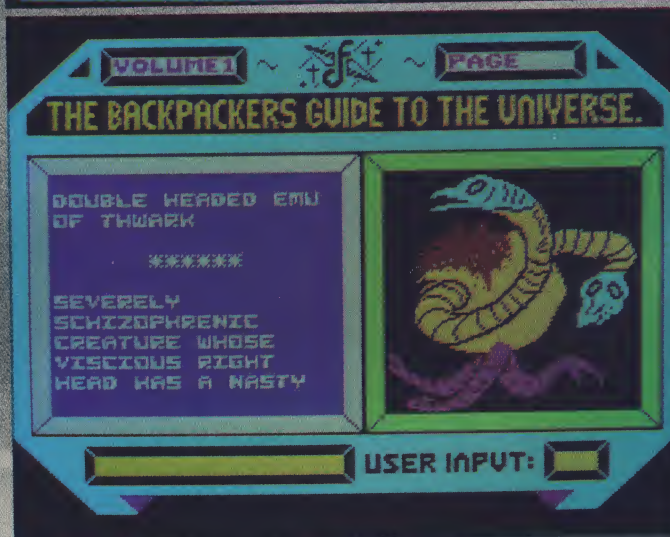 VOLUME1 ~ ~ PAGE
THE BACKPACKERS GUIDE TO THE UNIVERSE.
DOUBLE HEADED EMU
OF THWARK
******
SEVERELY
SCHIZOPHRENIC
CREATURE WHOSE
VISCIOUS RIGHT
HEAD HAS A NASTY
USER INPUT: